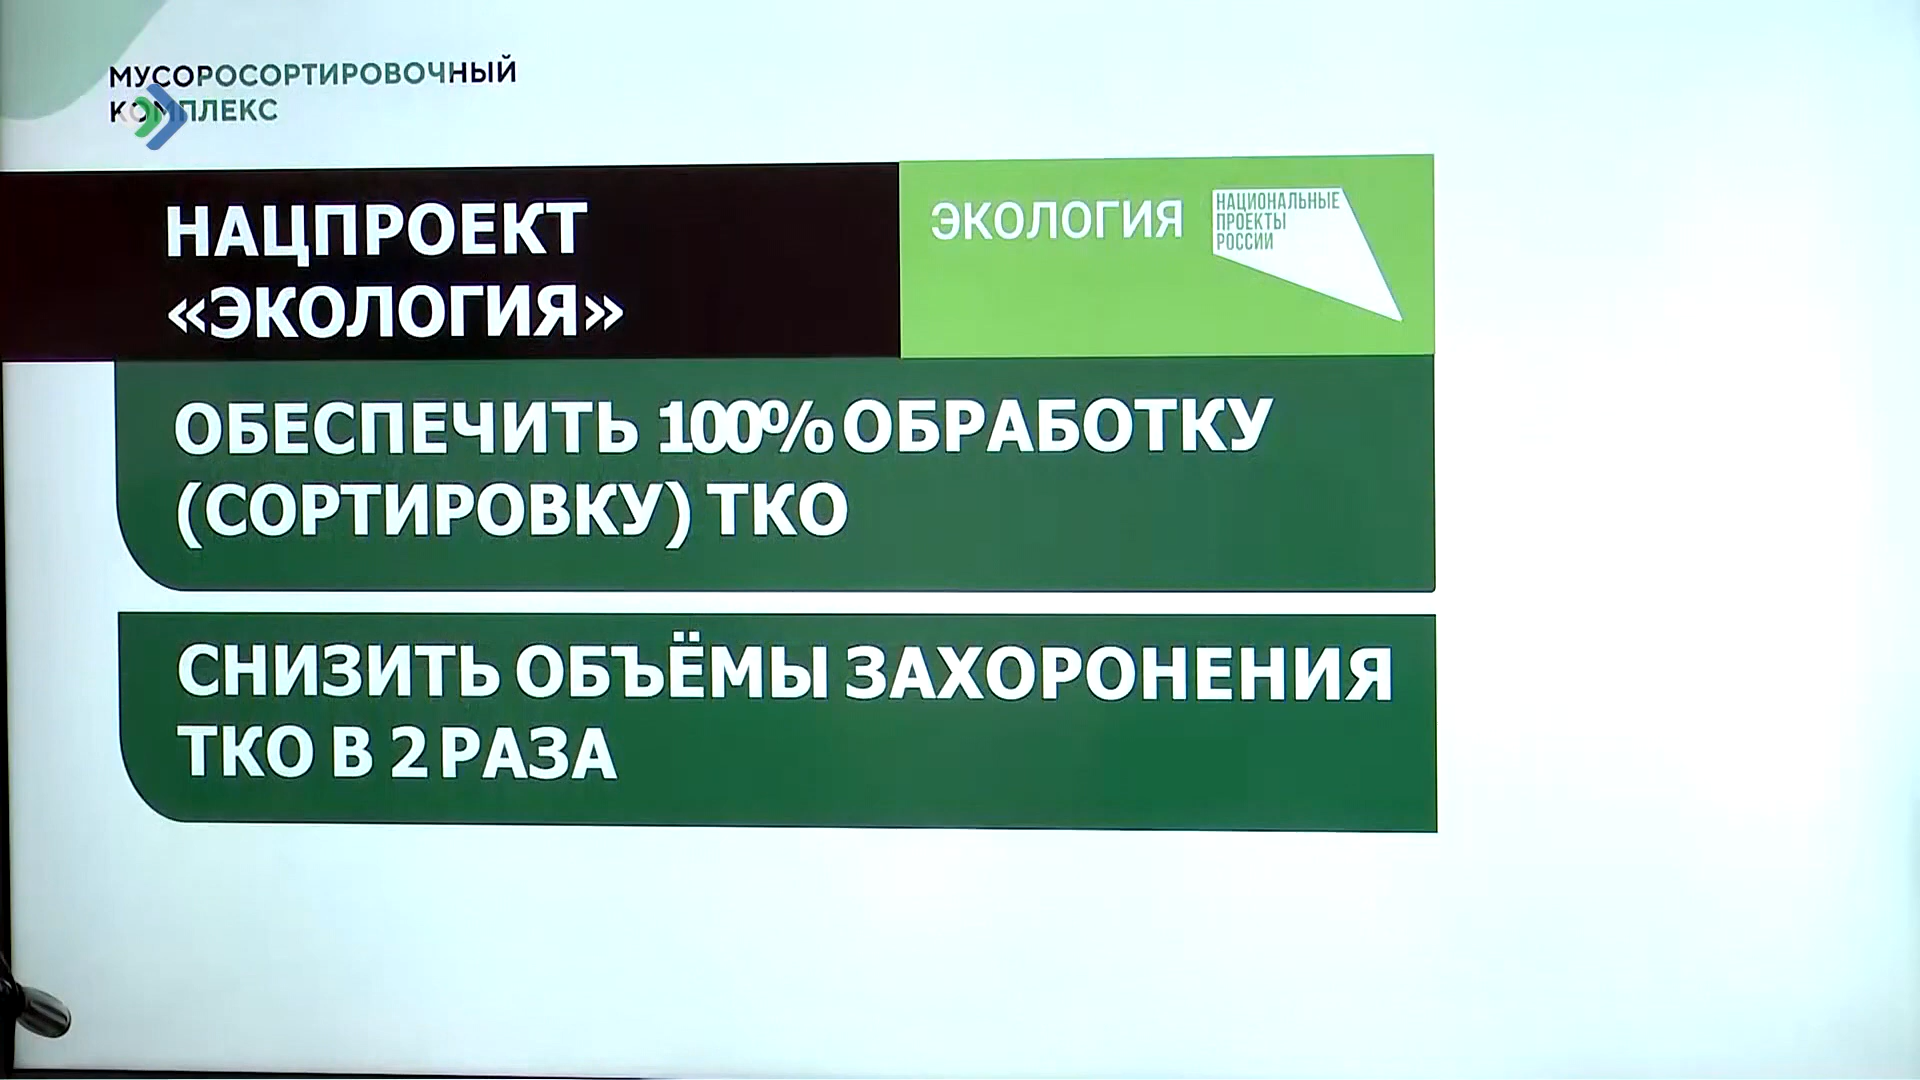 МУСОРОСОРТИРОВОЧНЫЙ
КОМПЛЕКС
НАЦПРОЕКТ
«ЭКОЛОГИЯ»
ЭКОЛОГИЯ
НАЦИОНАЛЬНЫЕ
ПРОЕКТЫ
РОССИИ
ОБЕСПЕЧИТЬ 100% ОБРАБОТКУ
(СОРТИРОВКУ) ТКО
СНИЗИТЬ ОБЪЁМЫ ЗАХОРОНЕНИЯ
ТКО В 2 РАЗА